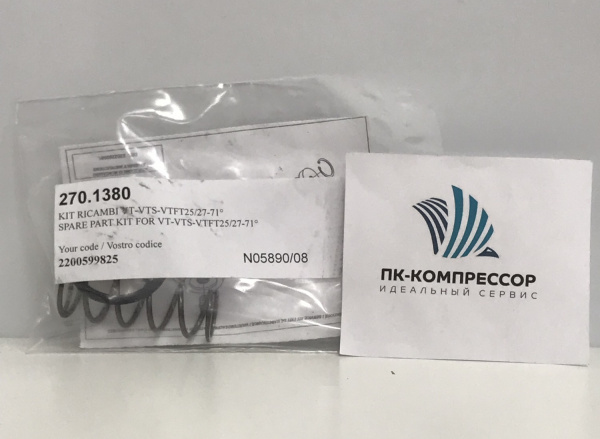 270.1380
KIT RICAMBI VT-VTS-VTFT25/27-71°
SPARE PART KIT FOR VT-VTS-VTFT25/27-71°
Your code / Vostro codice
2200599825
N05890/08
ПК-КОМПРЕССОР
ИДЕАЛЬНЫЙ СЕРВИС